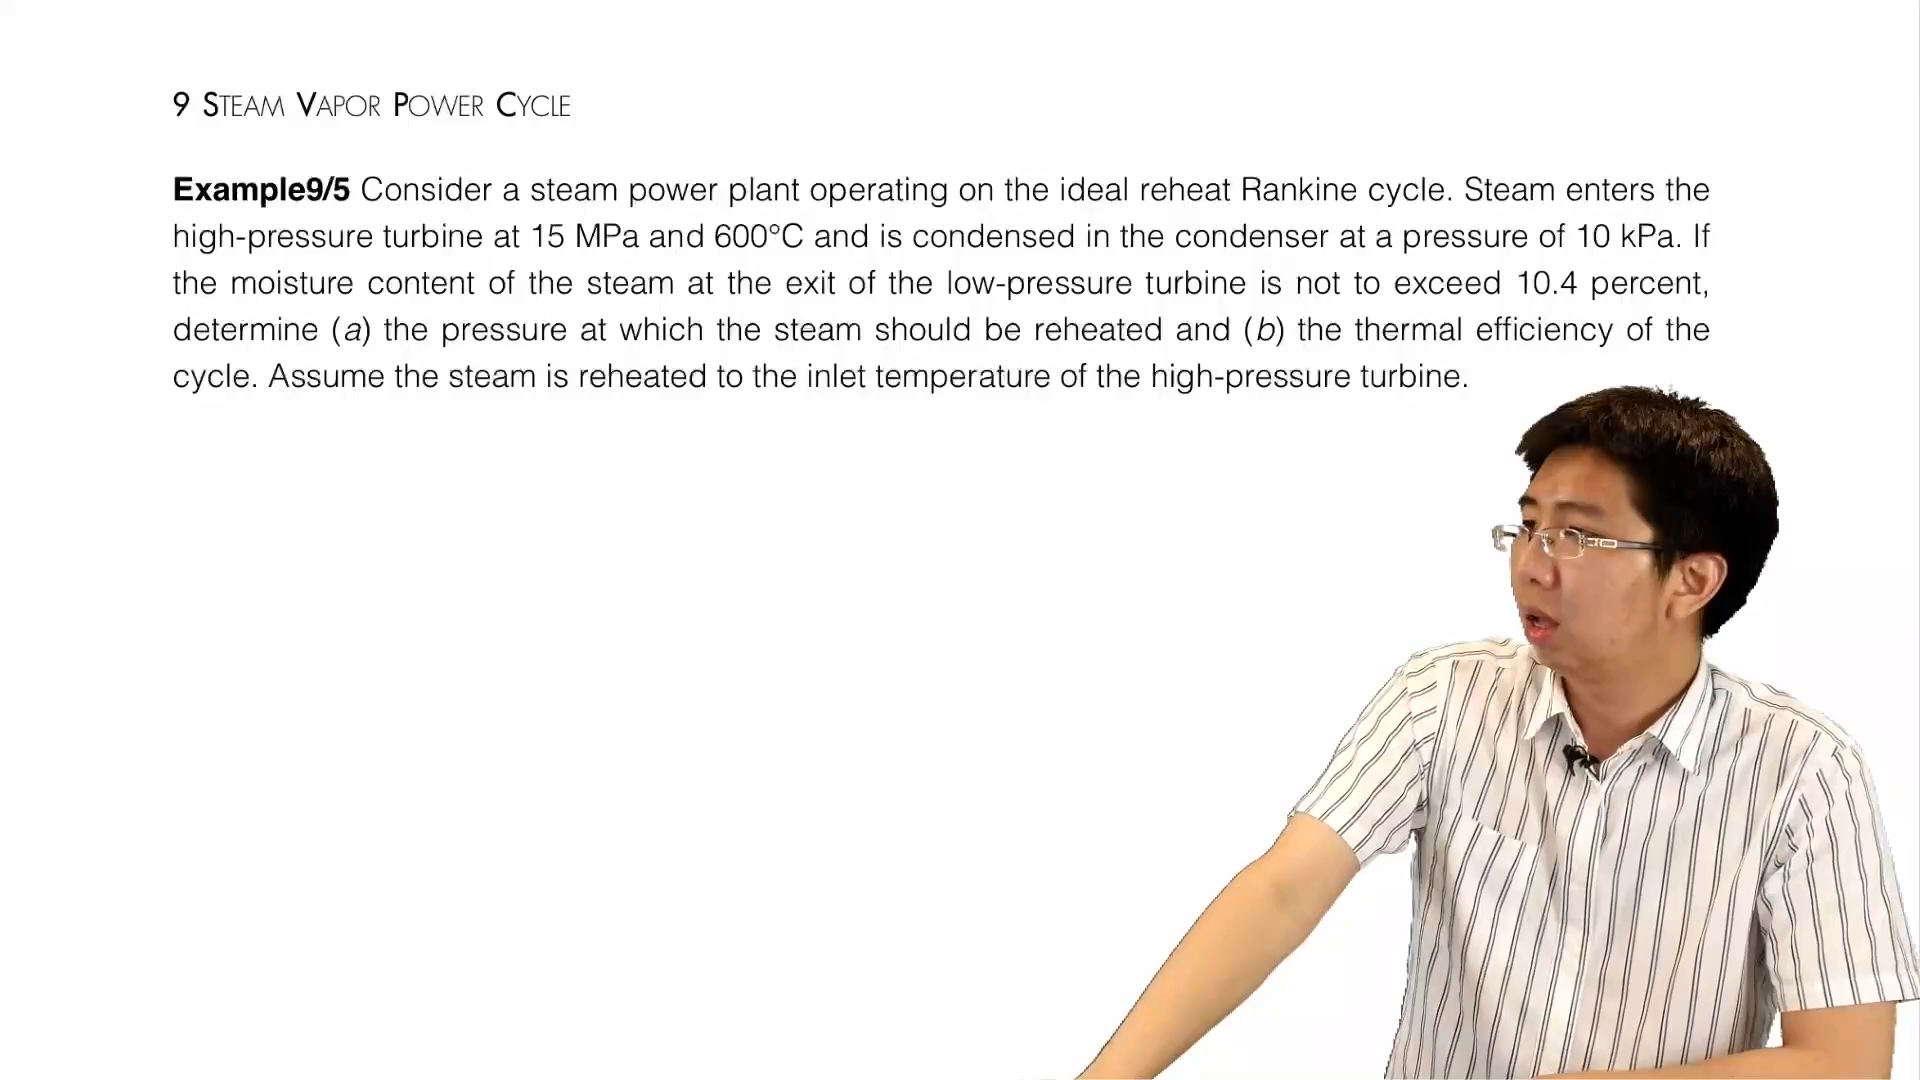 9 STEAM VAPOR POWER CYCLE
Example9/5 Consider a steam power plant operating on the ideal reheat Rankine cycle. Steam enters the
high-pressure turbine at 15 MPa and 600°C and is condensed in the condenser at a pressure of 10 kPa. If
the moisture content of the steam at the exit of the low-pressure turbine is not to exceed 10.4 percent,
determine (a) the pressure at which the steam should be reheated and (b) the thermal efficiency of the
cycle. Assume the steam is reheated to the inlet temperature of the high-pressure turbine.